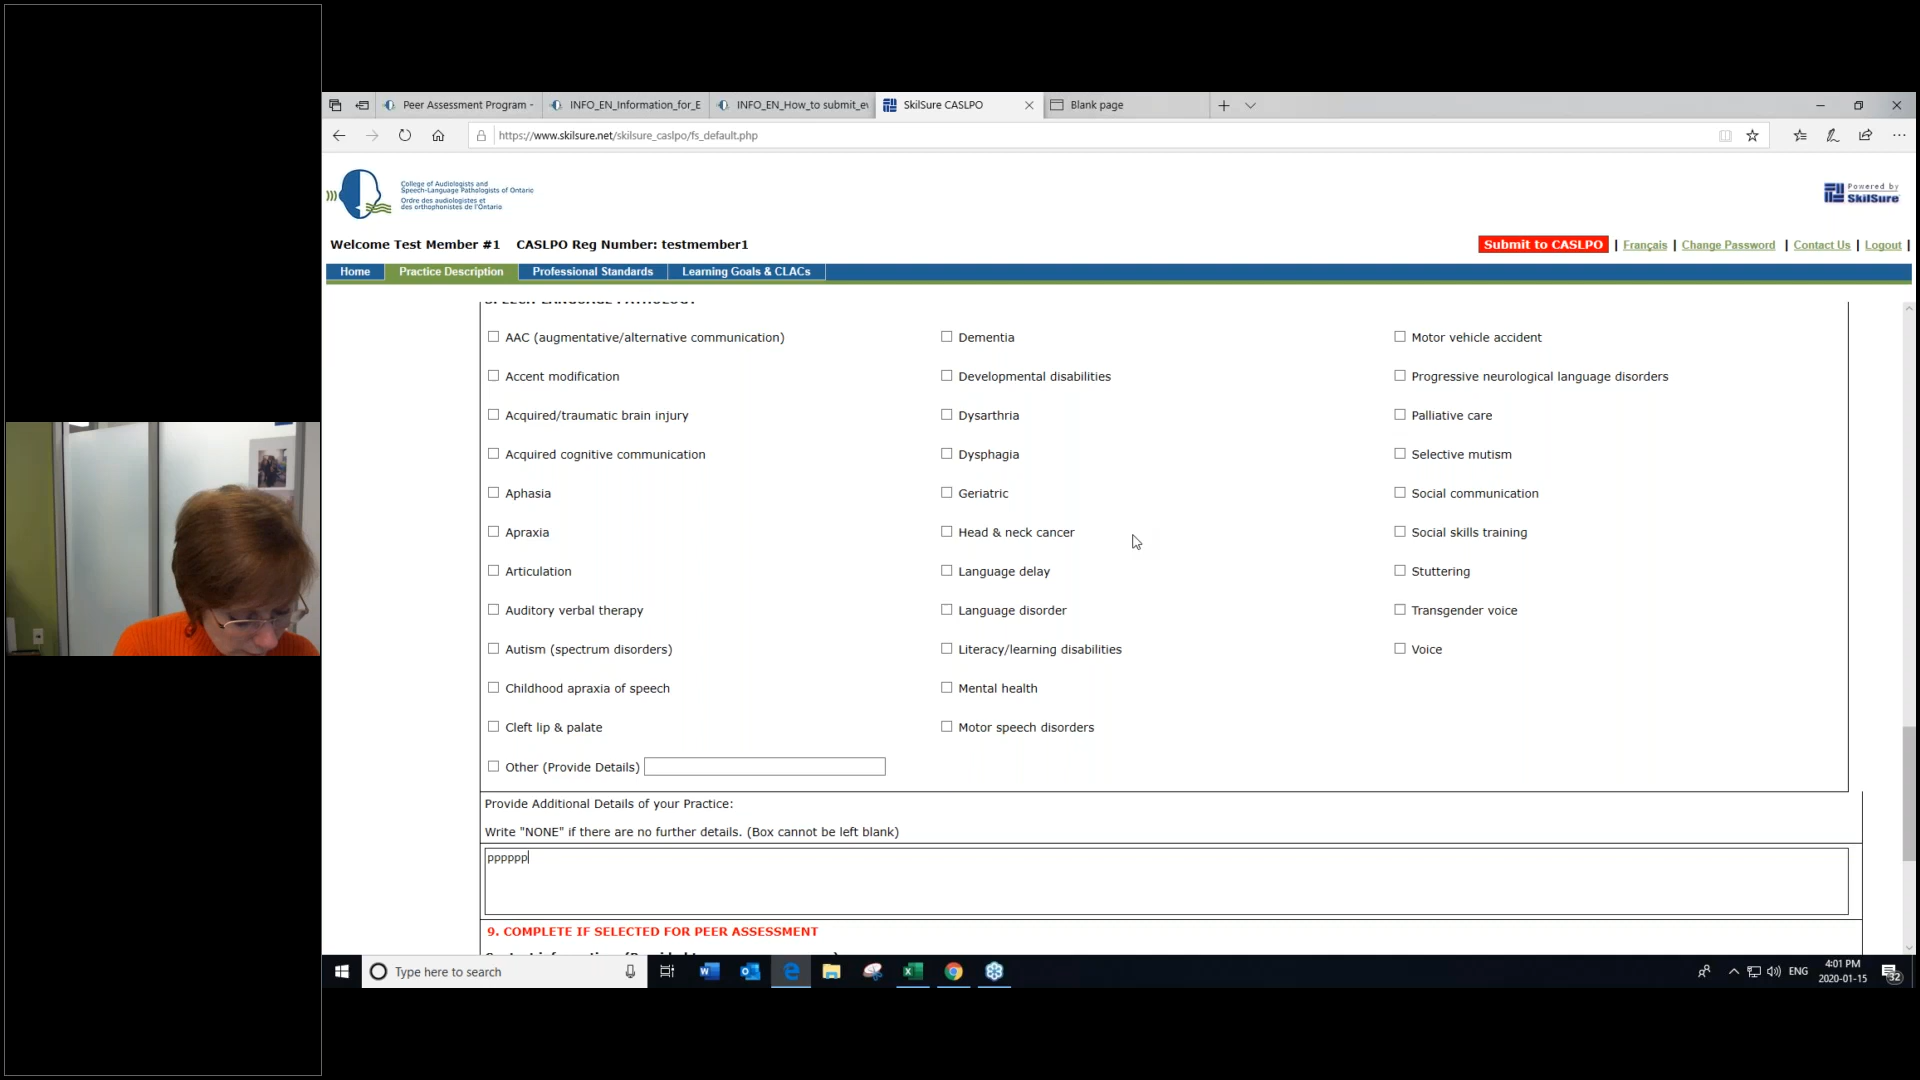 Peer Assessment Program -
INFO_EN_Information_for_E
INFO_EN_How_to submit_ev
SkilSure CASLPO
Blank page
https://www.skilsure.net/skilsure_caslpo/fs_default.php
College of Audiologists and
Speech-Language Pathologists of Ontario
Ordre des audiologistes et
des orthophonistes de l'Ontario
Powered by
SkilSure
Welcome Test Member #1 CASLPO Reg Number: testmember1
Submit to CASLPO | Français | Change Password | Contact Us | Logout |
Home
Practice Description
Professional Standards
Learning Goals & CLACs
SPEECH-LANGUAGE PATHOLOGY
AAC (augmentative/alternative communication)
Dementia
Motor vehicle accident
Accent modification
Developmental disabilities
Progressive neurological language disorders
Acquired/traumatic brain injury
Dysarthria
Palliative care
Acquired cognitive communication
Dysphagia
Selective mutism
Aphasia
Geriatric
Social communication
Apraxia
Head & neck cancer
Social skills training
Articulation
Language delay
Stuttering
Auditory verbal therapy
Language disorder
Transgender voice
Autism (spectrum disorders)
Literacy/learning disabilities
Voice
Childhood apraxia of speech
Mental health
Cleft lip & palate
Motor speech disorders
Other (Provide Details)
Provide Additional Details of your Practice:
Write "NONE" if there are no further details. (Box cannot be left blank)
pppppp
9. COMPLETE IF SELECTED FOR PEER ASSESSMENT
Type here to search
ENG
4:01 PM
2020-01-15
32